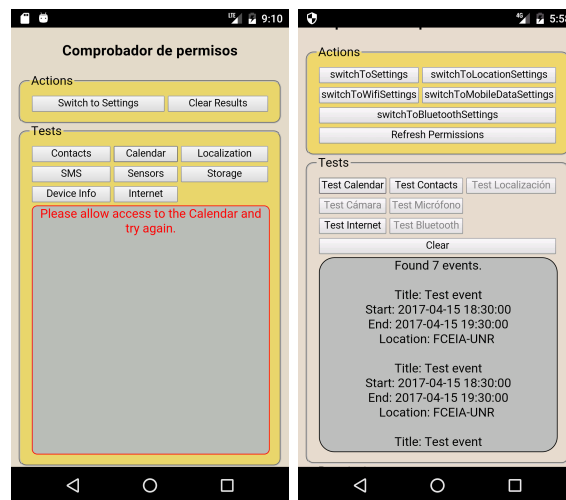 LTE 9:10
Comprobador de permisos
Actions
Switch to Settings Clear Results
Tests
Contacts Calendar Localization
SMS Sensors Storage
Device Info Internet
Please allow access to the Calendar and
try again.
4G
Actions
switchToSettings switchToLocationSettings
switchToWifiSettings switchToMobileDataSettings
switchToBluetoothSettings
Refresh Permissions
Tests
Test Calendar Test Contacts Test Localización
Test Cámara Test Micrófono
Test Internet Test Bluetooth
Clear
Found 7 events.
Title: Test event
Start: 2017-04-15 18:30:00
End: 2017-04-15 19:30:00
Location: FCEIA-UNR
Title: Test event
Start: 2017-04-15 18:30:00
End: 2017-04-15 19:30:00
Location: FCEIA-UNR
Title: Test event